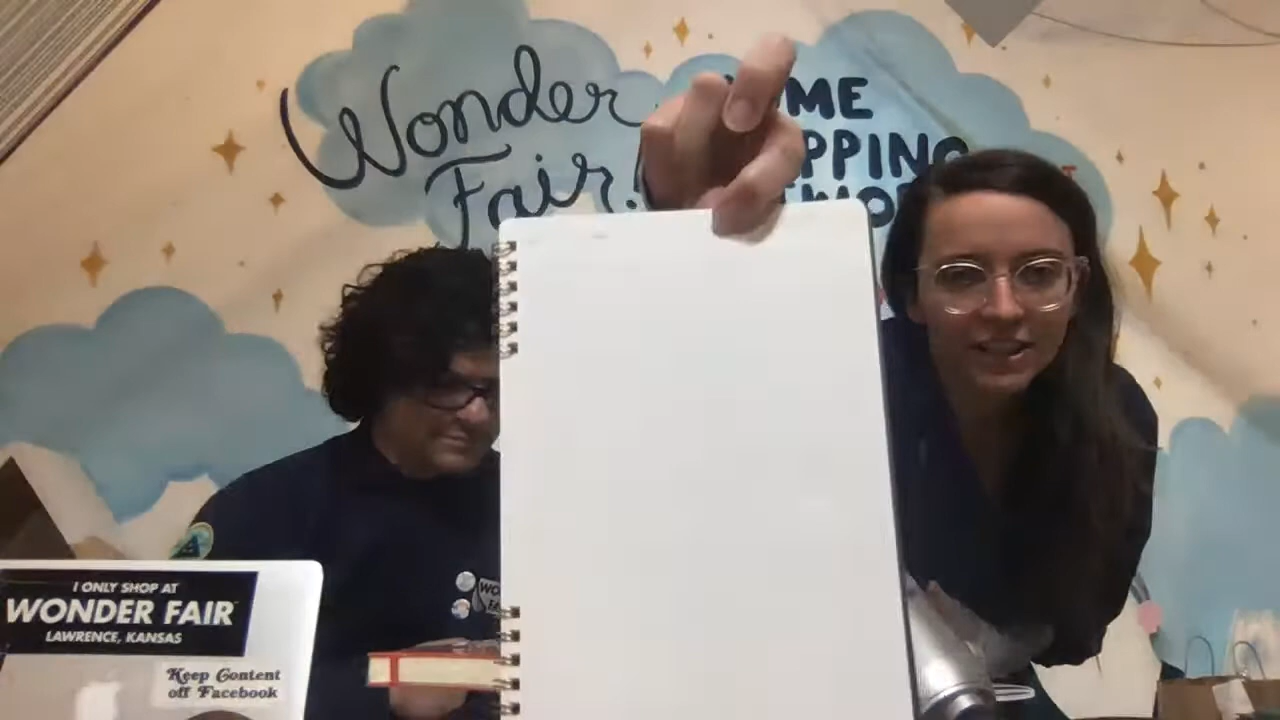 Wonder
Fair!
ME
PPING
I ONLY SHOP AT
WONDER FAIR
LAWRENCE, KANSAS
Keep Content
off Facebook